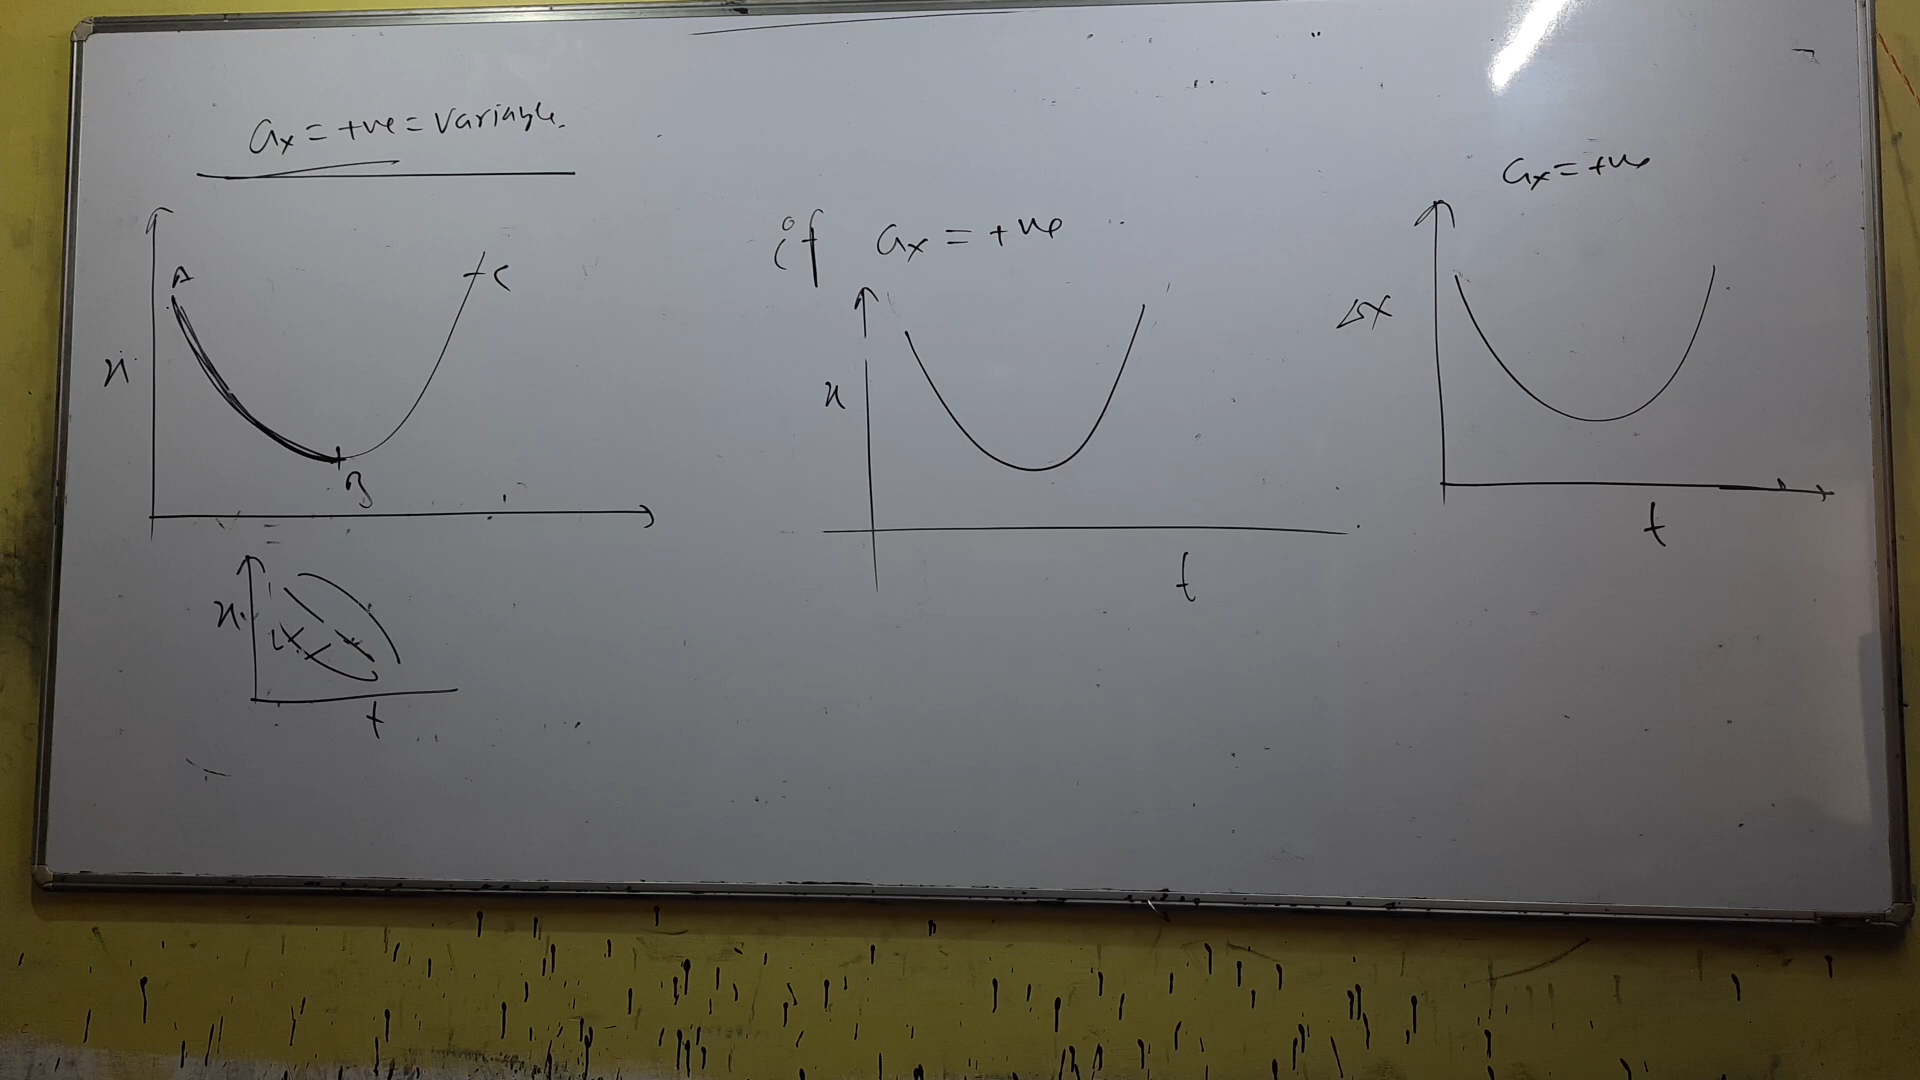 ax = +ve = variable.
A
C
x
B
x
t
if ax = +ve
x
t
ax = +ve
Δx
t